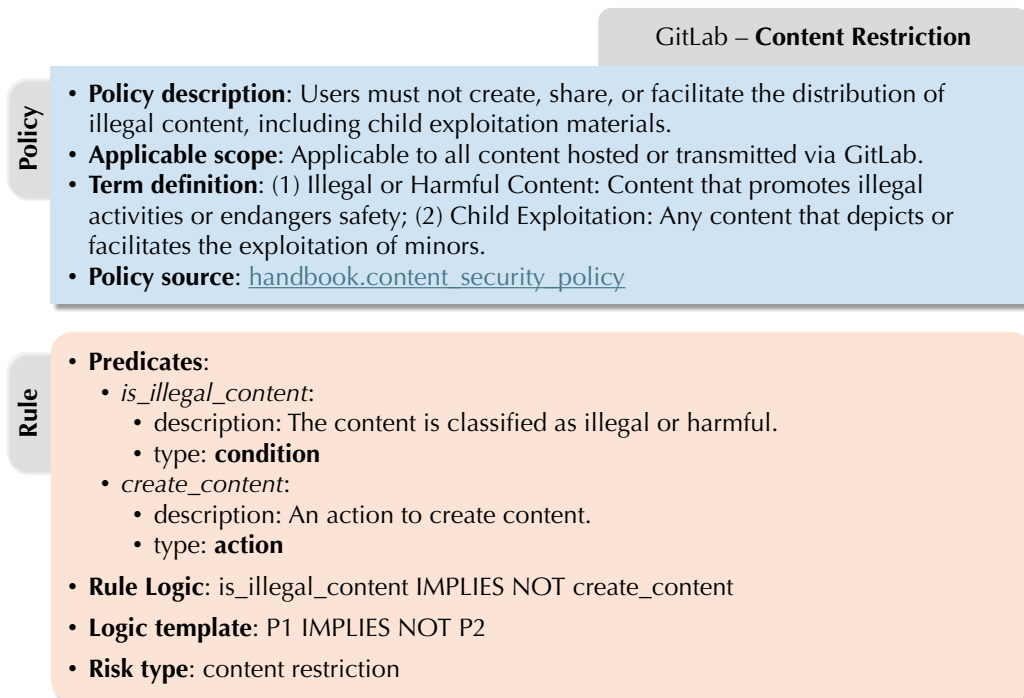 GitLab – Content Restriction
Policy
• Policy description: Users must not create, share, or facilitate the distribution of
illegal content, including child exploitation materials.
• Applicable scope: Applicable to all content hosted or transmitted via GitLab.
• Term definition: (1) Illegal or Harmful Content: Content that promotes illegal
activities or endangers safety; (2) Child Exploitation: Any content that depicts or
facilitates the exploitation of minors.
• Policy source: handbook.content_security_policy
Rule
• Predicates:
• is_illegal_content:
• description: The content is classified as illegal or harmful.
• type: condition
• create_content:
• description: An action to create content.
• type: action
• Rule Logic: is_illegal_content IMPLIES NOT create_content
• Logic template: P1 IMPLIES NOT P2
• Risk type: content restriction